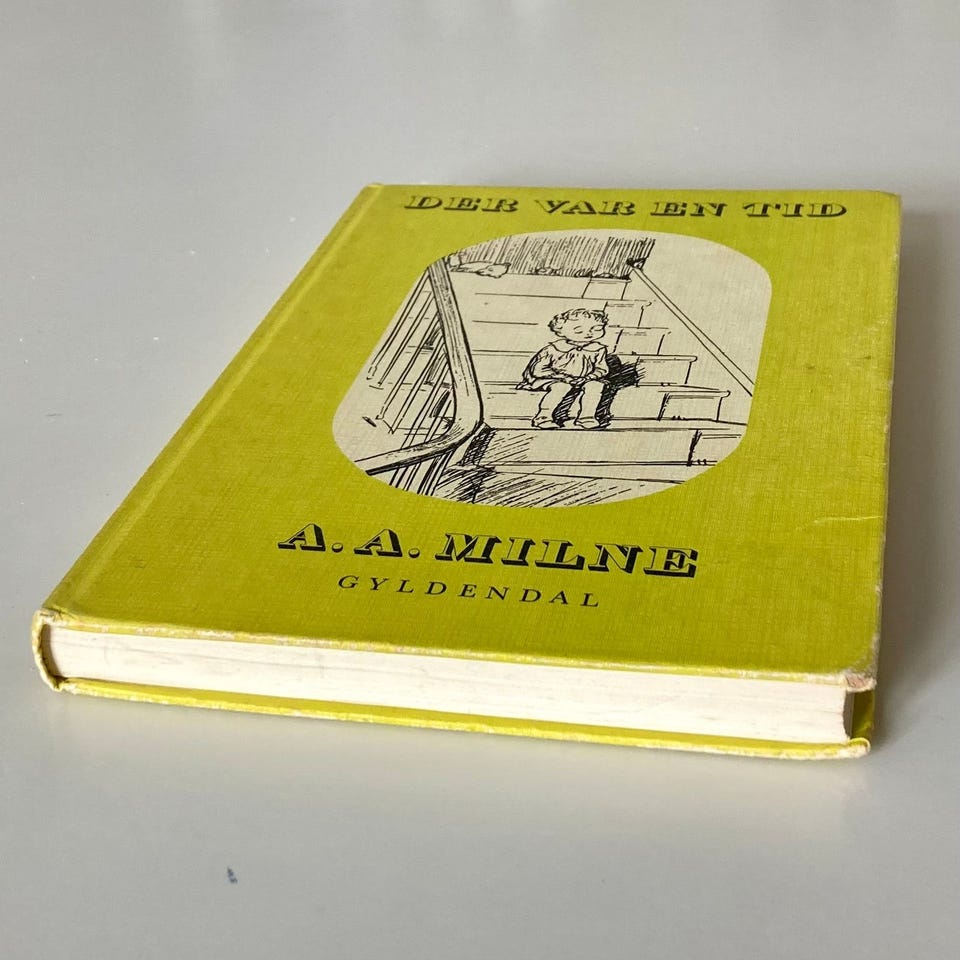 DER VAR EN TID
A. A. MILNE
GYLDENDAL